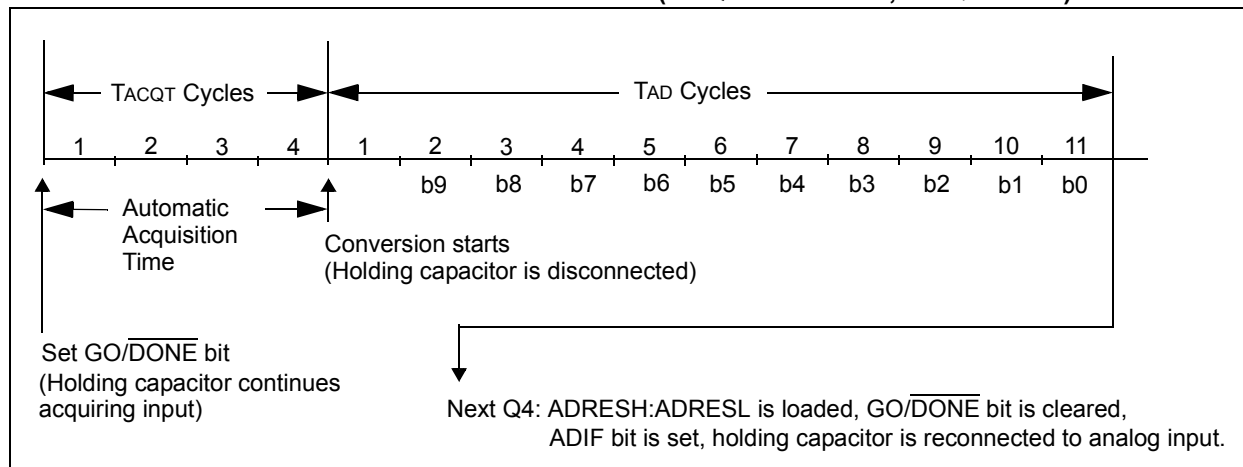 TACQT Cycles
TAD Cycles
1 2 3 4 1 2 3 4 5 6 7 8 9 10 11
b9 b8 b7 b6 b5 b4 b3 b2 b1 b0
Automatic
Acquisition
Time
Conversion starts
(Holding capacitor is disconnected)
Set GO/DONE bit
(Holding capacitor continues
acquiring input)
Next Q4: ADRESH:ADRESL is loaded, GO/DONE bit is cleared,
ADIF bit is set, holding capacitor is reconnected to analog input.